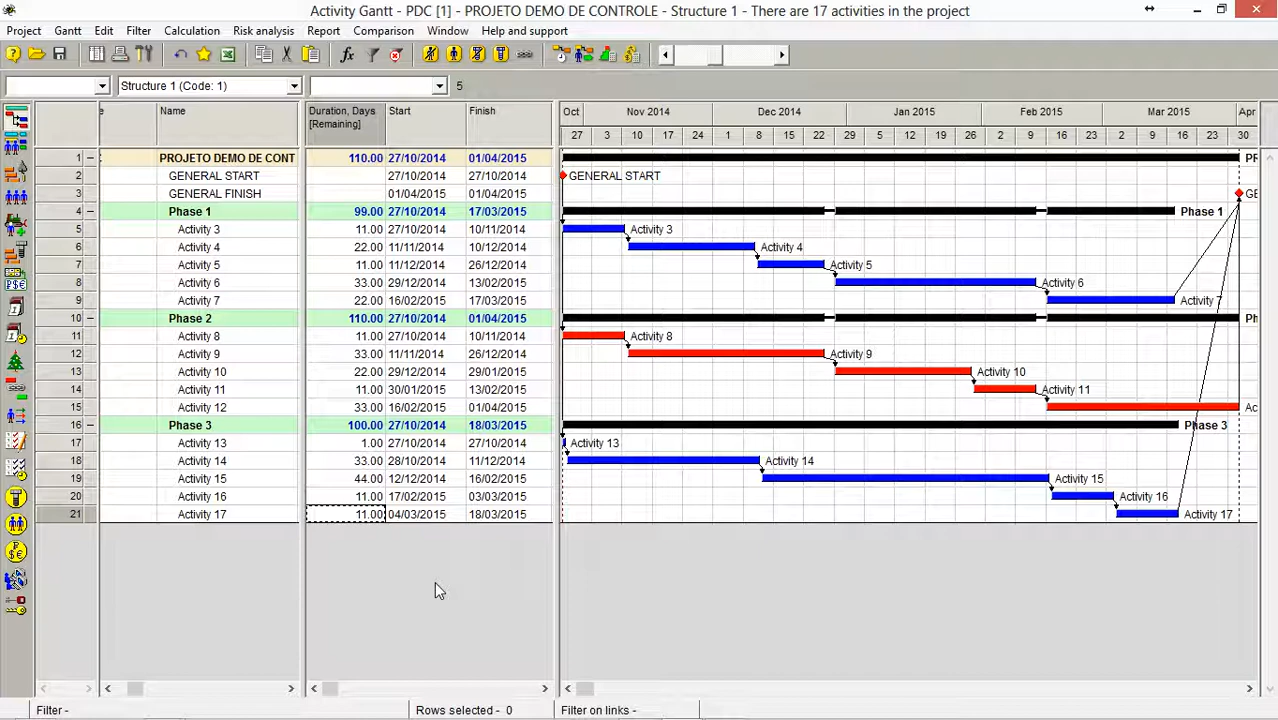 Activity Gantt - PDC [1] - PROJETO DEMO DE CONTROLE - Structure 1 - There are 17 activities in the project
Project Gantt Edit Filter Calculation Risk analysis Report Comparison Window Help and support
Structure 1 (Code: 1) 5
e Name Duration, Days [Remaining] Start Finish
Oct Nov 2014 Dec 2014 Jan 2015 Feb 2015 Mar 2015 Apr
27 3 10 17 24 1 8 15 22 29 5 12 19 26 2 9 16 23 2 9 16 23 30
1 PROJETO DEMO DE CONT 110.00 27/10/2014 01/04/2015 PR
2 GENERAL START 27/10/2014 27/10/2014 GENERAL START
3 GENERAL FINISH 01/04/2015 01/04/2015 GE
4 Phase 1 99.00 27/10/2014 17/03/2015 Phase 1
5 Activity 3 11.00 27/10/2014 10/11/2014 Activity 3
6 Activity 4 22.00 11/11/2014 10/12/2014 Activity 4
7 Activity 5 11.00 11/12/2014 26/12/2014 Activity 5
8 Activity 6 33.00 29/12/2014 13/02/2015 Activity 6
9 Activity 7 22.00 16/02/2015 17/03/2015 Activity 7
10 Phase 2 110.00 27/10/2014 01/04/2015 Ph
11 Activity 8 11.00 27/10/2014 10/11/2014 Activity 8
12 Activity 9 33.00 11/11/2014 26/12/2014 Activity 9
13 Activity 10 22.00 29/12/2014 29/01/2015 Activity 10
14 Activity 11 11.00 30/01/2015 13/02/2015 Activity 11
15 Activity 12 33.00 16/02/2015 01/04/2015 Ac
16 Phase 3 100.00 27/10/2014 18/03/2015 Phase 3
17 Activity 13 1.00 27/10/2014 27/10/2014 Activity 13
18 Activity 14 33.00 28/10/2014 11/12/2014 Activity 14
19 Activity 15 44.00 12/12/2014 16/02/2015 Activity 15
20 Activity 16 11.00 17/02/2015 03/03/2015 Activity 16
21 Activity 17 11.00 04/03/2015 18/03/2015 Activity 17
Filter - Rows selected - 0 Filter on links -